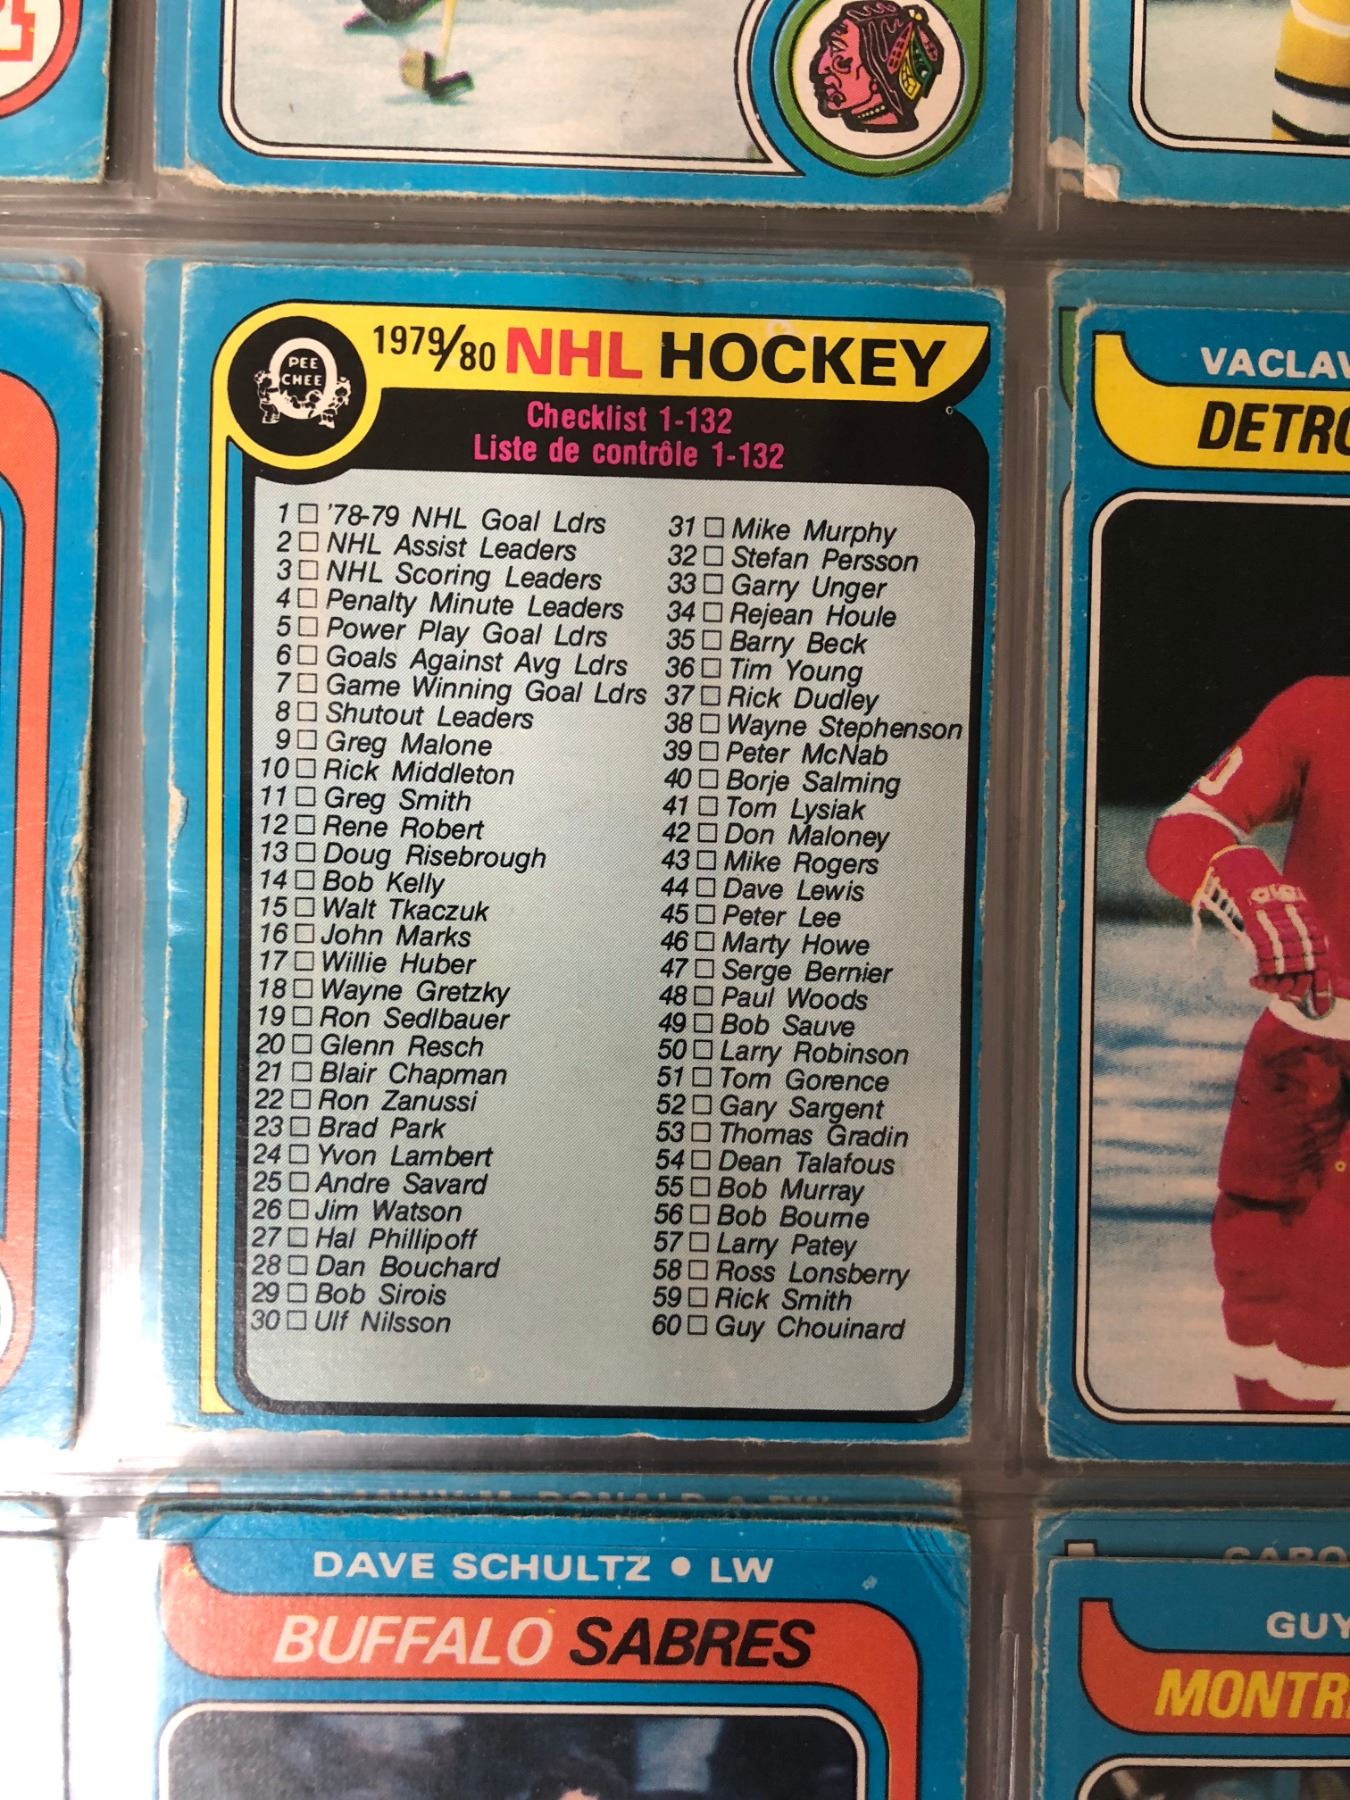 PEE
CHEE
1979/80 NHL HOCKEY
Checklist 1-132
Liste de contrôle 1-132
1 '78-79 NHL Goal Ldrs
2 NHL Assist Leaders
3 NHL Scoring Leaders
4 Penalty Minute Leaders
5 Power Play Goal Ldrs
6 Goals Against Avg Ldrs
7 Game Winning Goal Ldrs
8 Shutout Leaders
9 Greg Malone
10 Rick Middleton
11 Greg Smith
12 Rene Robert
13 Doug Risebrough
14 Bob Kelly
15 Walt Tkaczuk
16 John Marks
17 Willie Huber
18 Wayne Gretzky
19 Ron Sedlbauer
20 Glenn Resch
21 Blair Chapman
22 Ron Zanussi
23 Brad Park
24 Yvon Lambert
25 Andre Savard
26 Jim Watson
27 Hal Phillipoff
28 Dan Bouchard
29 Bob Sirois
30 Ulf Nilsson
31 Mike Murphy
32 Stefan Persson
33 Garry Unger
34 Rejean Houle
35 Barry Beck
36 Tim Young
37 Rick Dudley
38 Wayne Stephenson
39 Peter McNab
40 Borje Salming
41 Tom Lysiak
42 Don Maloney
43 Mike Rogers
44 Dave Lewis
45 Peter Lee
46 Marty Howe
47 Serge Bernier
48 Paul Woods
49 Bob Sauve
50 Larry Robinson
51 Tom Gorence
52 Gary Sargent
53 Thomas Gradin
54 Dean Talafous
55 Bob Murray
56 Bob Bourne
57 Larry Patey
58 Ross Lonsberry
59 Rick Smith
60 Guy Chouinard
VACLAV
DETRO
DAVE SCHULTZ • LW
BUFFALO SABRES
GUY
MONTR